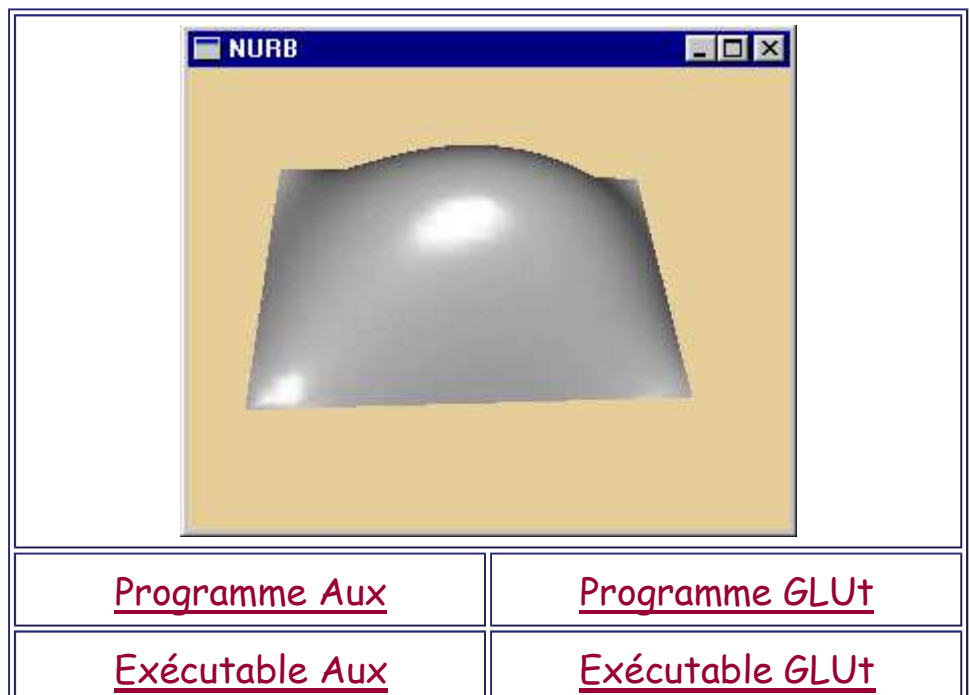 NURB
Programme Aux
Programme GLUt
Exécutable Aux
Exécutable GLUt